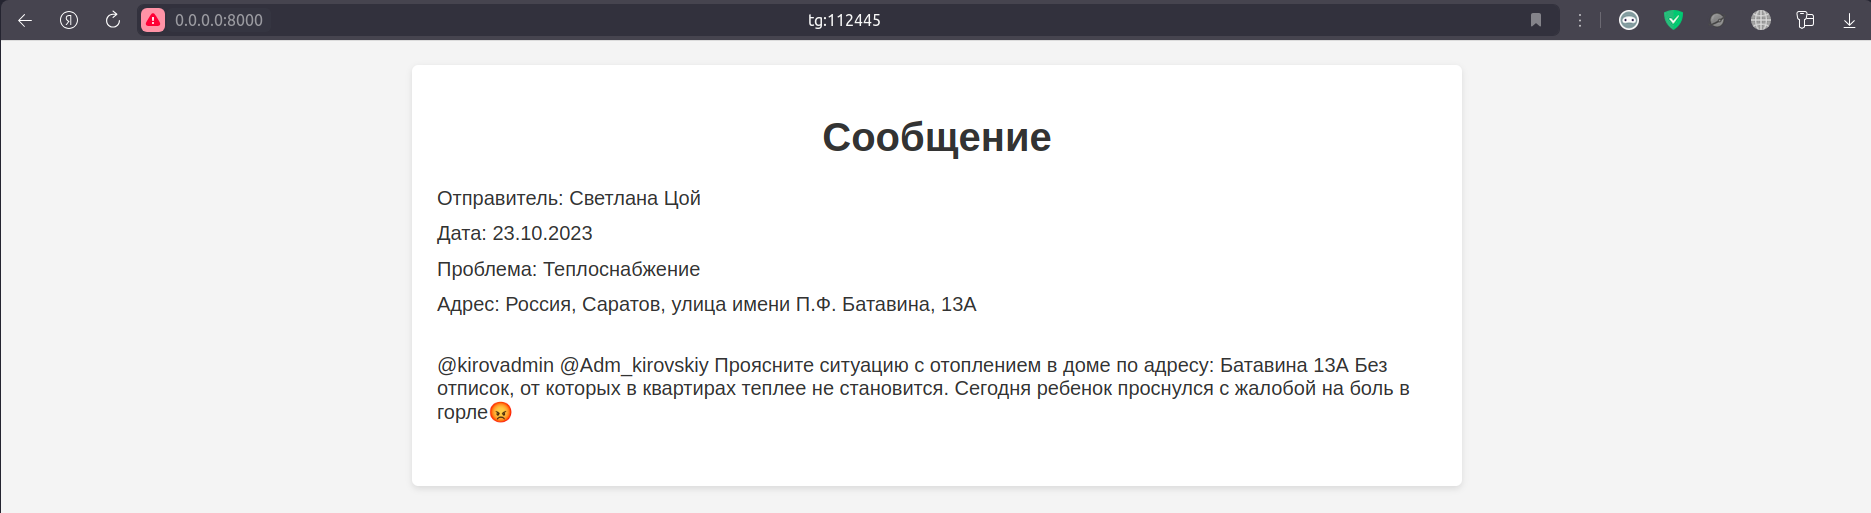 0.0.0.0:8000
tg:112445
Сообщение
Отправитель: Светлана Цой
Дата: 23.10.2023
Проблема: Теплоснабжение
Адрес: Россия, Саратов, улица имени П.Ф. Батавина, 13А
@kirovadmin @Adm_kirovskiy Проясните ситуацию с отоплением в доме по адресу: Батавина 13А Без
отписок, от которых в квартирах теплее не становится. Сегодня ребенок проснулся с жалобой на боль в
горле😡